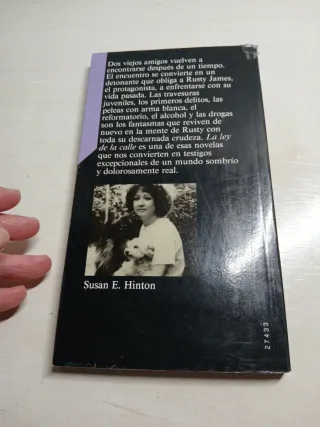 Dos viejos amigos vuelven a
encontrarse después de un tiempo.
El encuentro se convierte en un
detonante que obliga a Rusty James,
el protagonista, a enfrentarse con su
vida pasada. Las travesuras
juveniles, los primeros delitos, las
peleas con arma blanca, el
reformatorio, el alcohol y las drogas
son los fantasmas que reviven de
nuevo en la mente de Rusty con
toda su descarnada crudeza. La ley
de la calle es una de esas novelas
que nos convierten en testigos
excepcionales de un mundo sombrío
y dolorosamente real.
Susan E. Hinton
27433